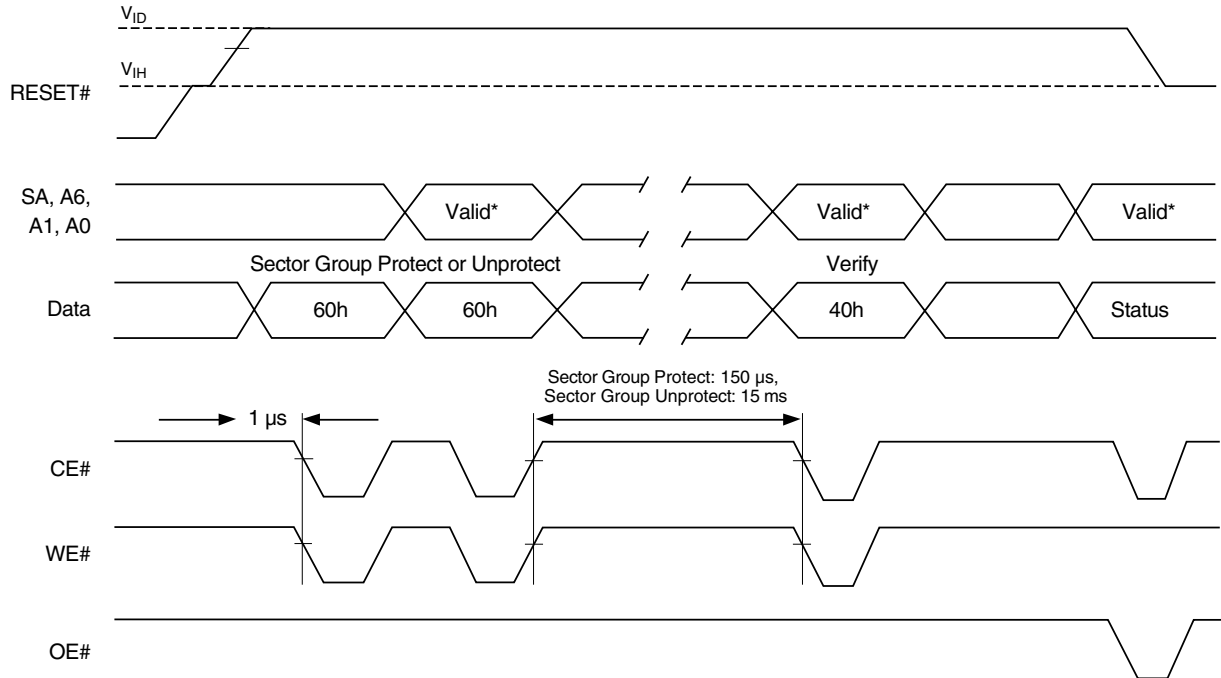 VID
VIH
RESET#
SA, A6,
A1, A0
Valid*
Valid*
Valid*
Sector Group Protect or Unprotect
Verify
Data
60h
60h
40h
Status
Sector Group Protect: 150 µs,
Sector Group Unprotect: 15 ms
1 µs
CE#
WE#
OE#